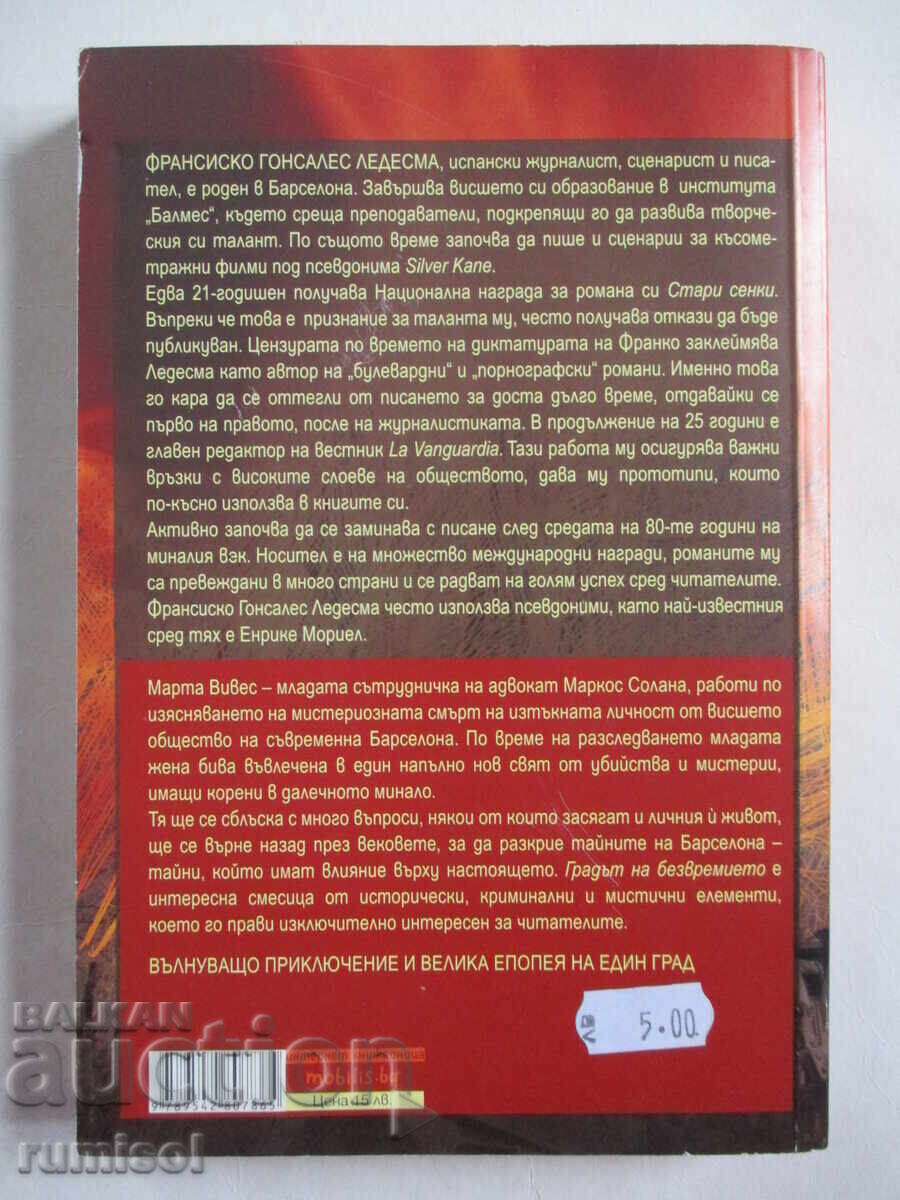 ФРАНСИСКО ГОНСАЛЕС ЛЕДЕСМА, испански журналист, сценарист и писа-
тел, е роден в Барселона. Завършва висшето си образование в института
„Балмес“, където среща преподаватели, подкрепящи го да развива творче-
ския си талант. По същото време започва да пише и сценарии за късоме-
тражни филми под псевдонима Silver Kane.
Едва 21-годишен получава Национална награда за романа си Стари сенки.
Въпреки че това е признание за таланта му, често получава откази да бъде
публикуван. Цензурата по времето на диктатурата на Франко заклеймява
Ледесма като автор на „булевардни“ и „порнографски“ романи. Именно това
го кара да се оттегли от писането за доста дълго време, отдавайки се
първо на правото, после на журналистиката. В продължение на 25 години е
главен редактор на вестник La Vanguardia. Тази работа му осигурява важни
връзки с високите слоеве на обществото, дава му прототипи, които
по-късно използва в книгите си.
Активно започва да се заминава с писане след средата на 80-те години на
миналия вэк. Носител е на множество международни награди, романите му
са превеждани в много страни и се радват на голям успех сред читателите.
Франсиско Гонсалес Ледесма често използва псевдоними, като най-известния
сред тях е Енрике Мориел.
Марта Вивес – младата сътрудничка на адвокат Маркос Солана, работи по
изясняването на мистериозната смърт на изтъкната личност от висшето
общество на съвременна Барселона. По време на разследването младата
жена бива въвлечена в един напълно нов свят от убийства и мистерии,
имащи корени в далечното минало.
Тя ще се сблъска с много въпроси, някои от които засягат и личния ѝ живот,
ще се върне назад през вековете, за да разкрие тайните на Барселона –
тайни, който имат влияние върху настоящето. Градът на безвремието е
интересна смесица от исторически, криминални и мистични елементи,
което го прави изключително интересен за читателите.
ВЪЛНУВАЩО ПРИКЛЮЧЕНИЕ И ВЕЛИКА ЕПОПЕЯ НА ЕДИН ГРАД
ЛВ 5.00
BALKAN
auction
интернет книжарница
mobilis.bg
Цена 15 лв.
9 789542 807865
rumisol